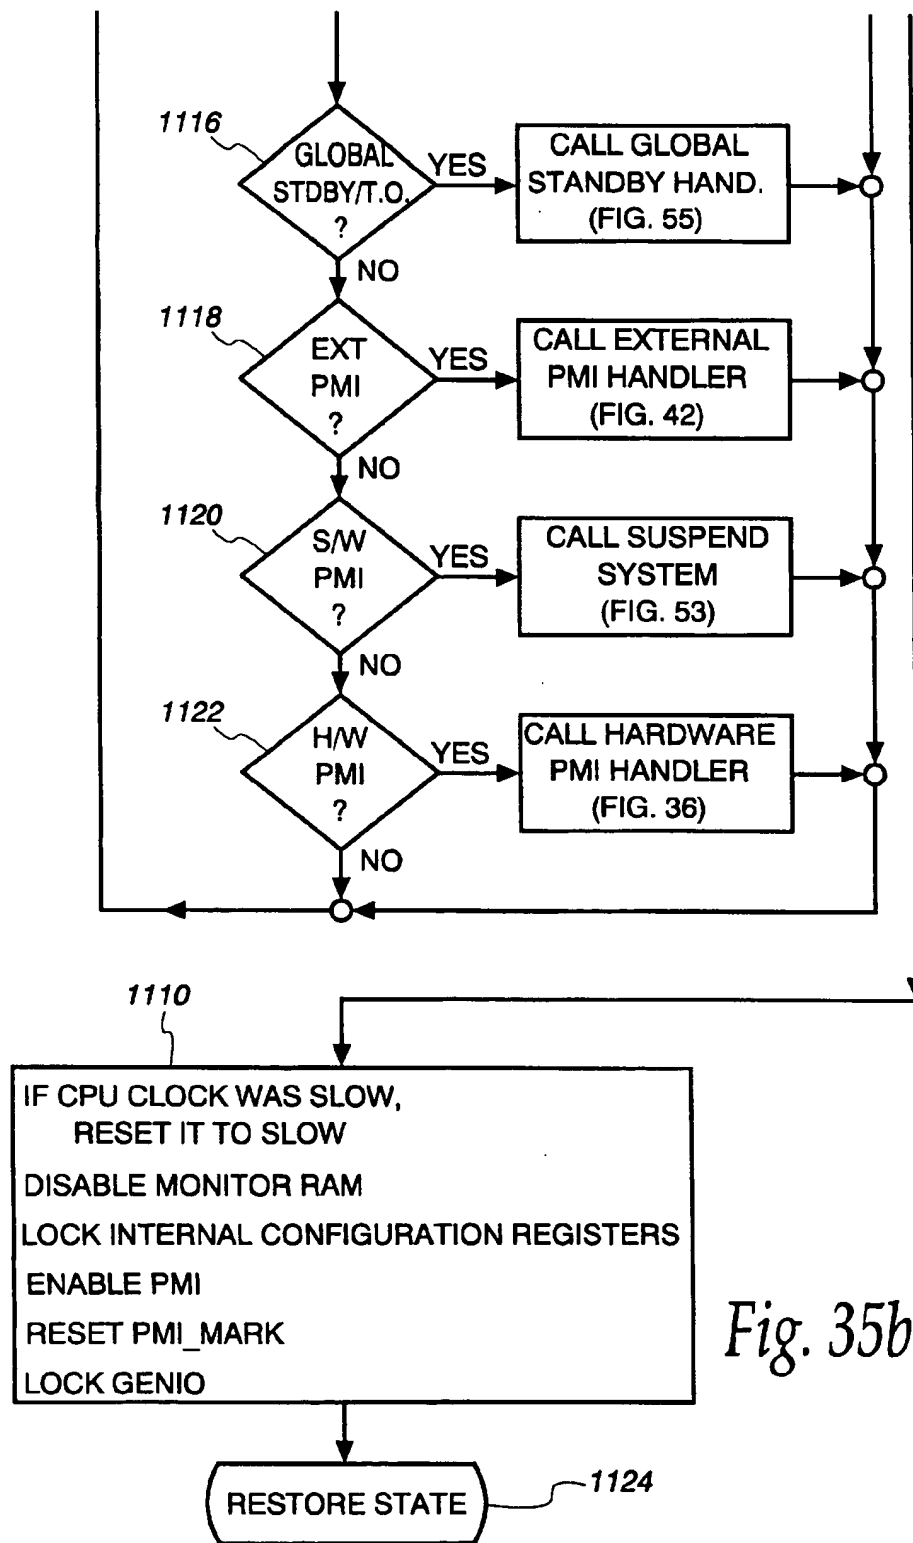 1116
GLOBAL
STDBY/T.O.
?
YES
CALL GLOBAL
STANDBY HAND.
(FIG. 55)
NO
1118
EXT
PMI
?
YES
CALL EXTERNAL
PMI HANDLER
(FIG. 42)
NO
1120
S/W
PMI
?
YES
CALL SUSPEND
SYSTEM
(FIG. 53)
NO
1122
H/W
PMI
?
YES
CALL HARDWARE
PMI HANDLER
(FIG. 36)
NO
1110
IF CPU CLOCK WAS SLOW,
RESET IT TO SLOW
DISABLE MONITOR RAM
LOCK INTERNAL CONFIGURATION REGISTERS
ENABLE PMI
RESET PMI_MARK
LOCK GENIO
Fig. 35b
RESTORE STATE
1124